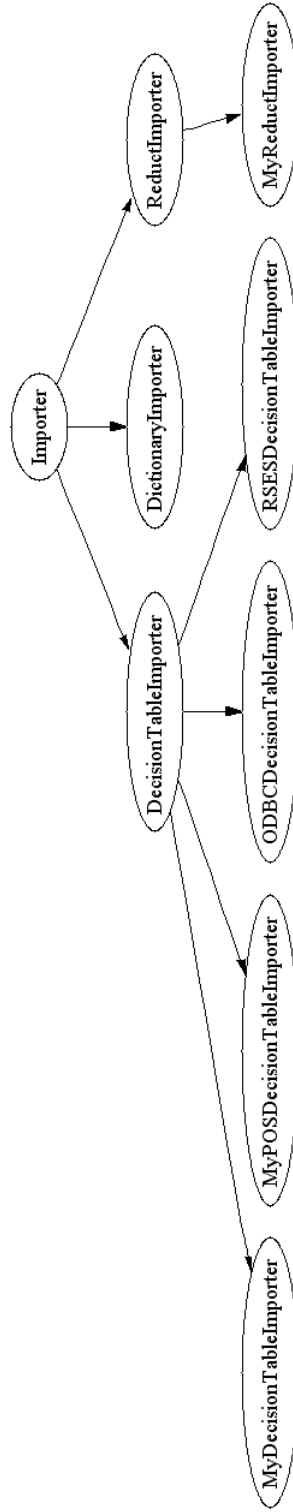 Importer
DecisionTableImporter
DictionaryImporter
ReductImporter
MyDecisionTableImporter
MyPOSDecisionTableImporter
ODBCDecisionTableImporter
RSESDecisionTableImporter
MyReductImporter